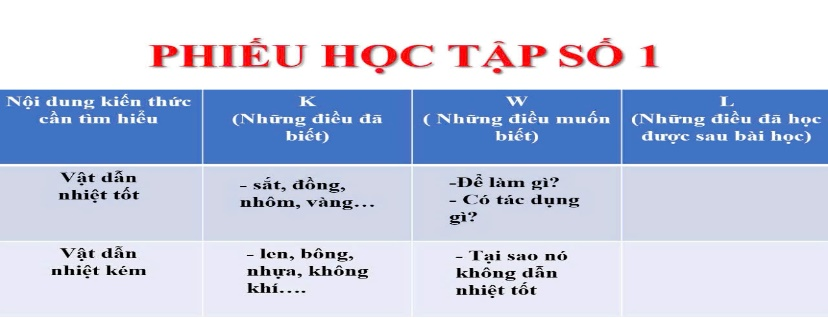 PHIẾU HỌC TẬP SỐ 1
Nội dung kiến thức
cần tìm hiểu
K
(Những điều đã
biết)
W
( Những điều muốn
biết)
L
(Những điều đã học
được sau bài học)
Vật dẫn
nhiệt tốt
- sắt, đồng,
nhôm, vàng...
-Để làm gì?
- Có tác dụng
gì?
Vật dẫn
nhiệt kém
- len, bông,
nhựa, không
khí....
- Tại sao nó
không dẫn
nhiệt tốt